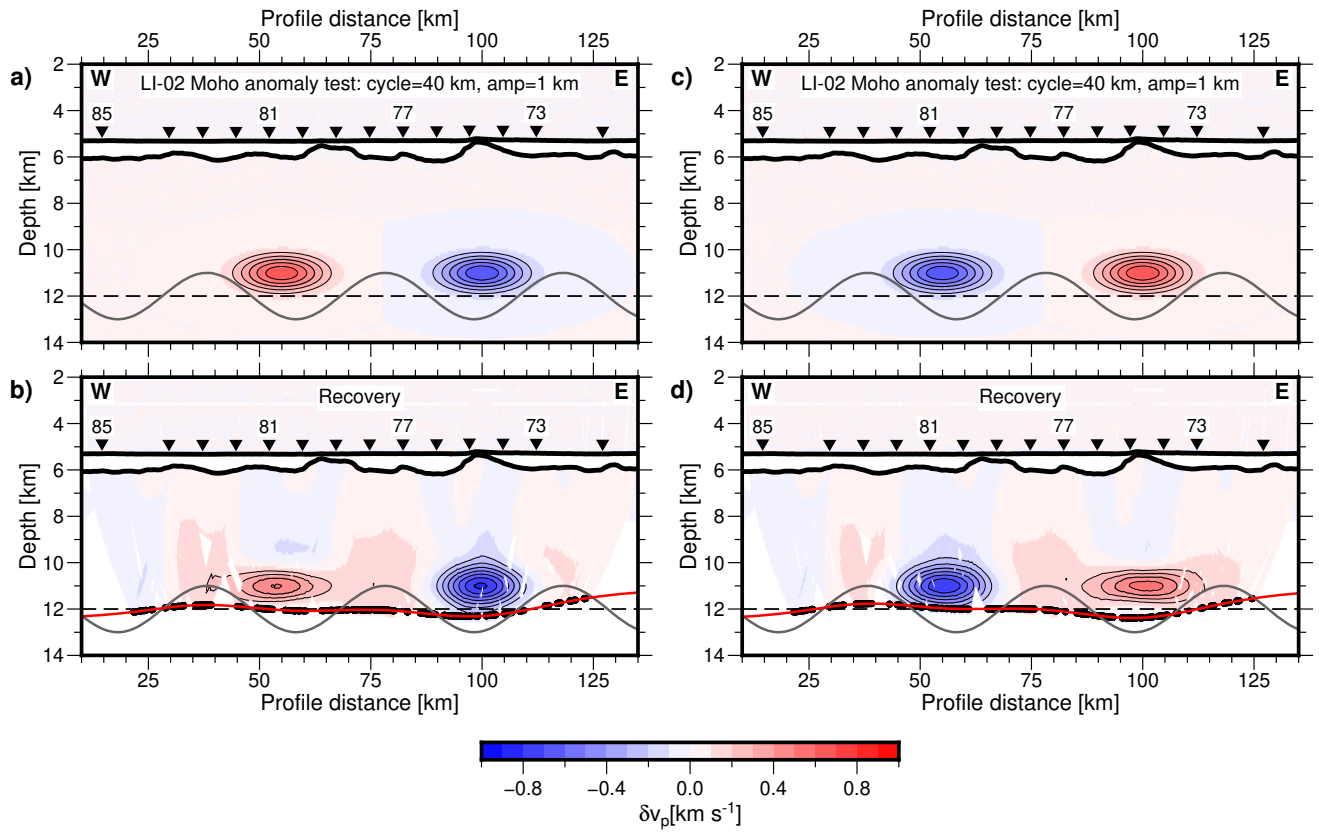 Profile distance [km]
25 50 75 100 125
Profile distance [km]
25 50 75 100 125
a)
W
E
LI-02 Moho anomaly test: cycle=40 km, amp=1 km
85 81 77 73
2
4
6
8
10
12
14
Depth [km]
c)
W
E
LI-02 Moho anomaly test: cycle=40 km, amp=1 km
85 81 77 73
2
4
6
8
10
12
14
Depth [km]
b)
W
E
Recovery
85 81 77 73
2
4
6
8
10
12
14
Depth [km]
25 50 75 100 125
Profile distance [km]
d)
W
E
Recovery
85 81 77 73
2
4
6
8
10
12
14
Depth [km]
25 50 75 100 125
Profile distance [km]
−0.8 −0.4 0.0 0.4 0.8
δvp[km s-1]